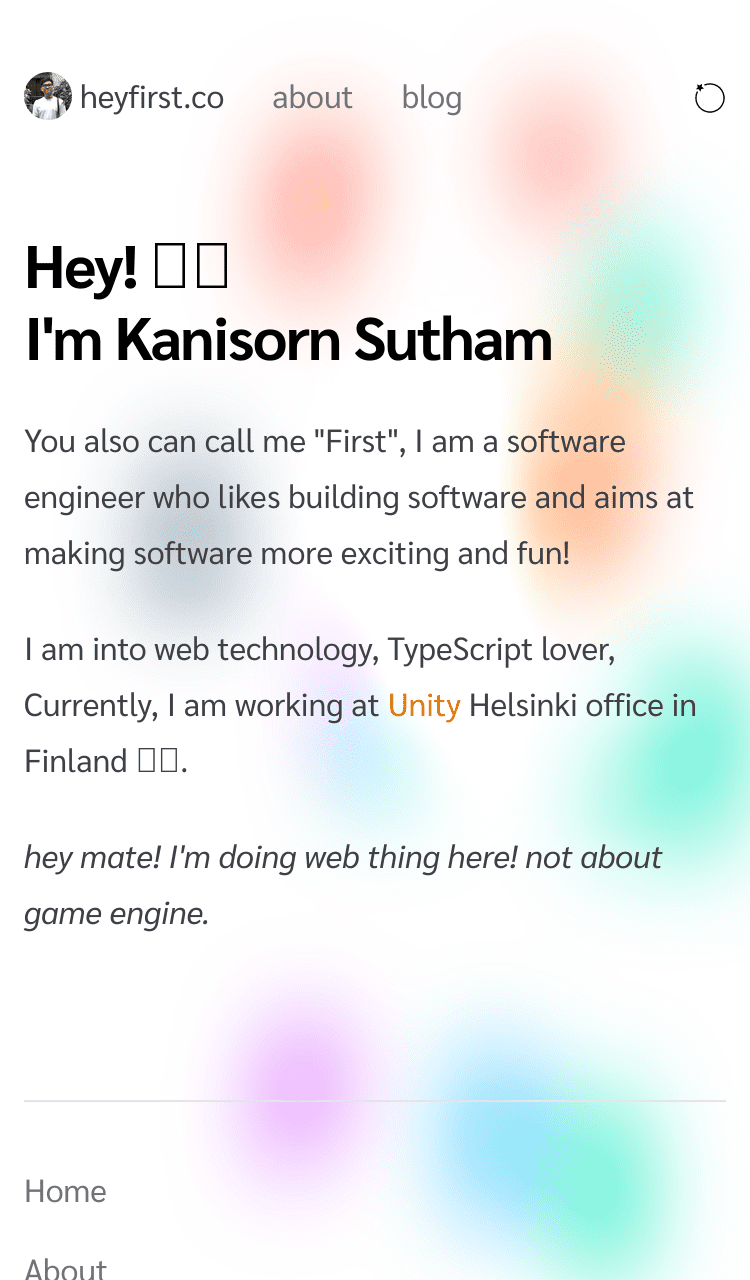 heyfirst.co about blog
Hey!
I'm Kanisorn Sutham
You also can call me "First", I am a software
engineer who likes building software and aims at
making software more exciting and fun!
I am into web technology, TypeScript lover,
Currently, I am working at Unity Helsinki office in
Finland .
hey mate! I'm doing web thing here! not about
game engine.
Home
About